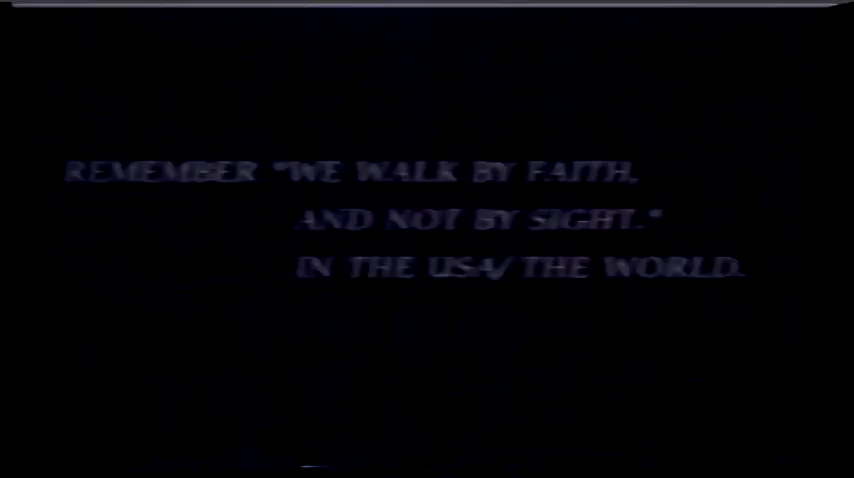 REMEMBER "WE WALK BY FAITH,
AND NOT BY SIGHT."
IN THE USA/THE WORLD.